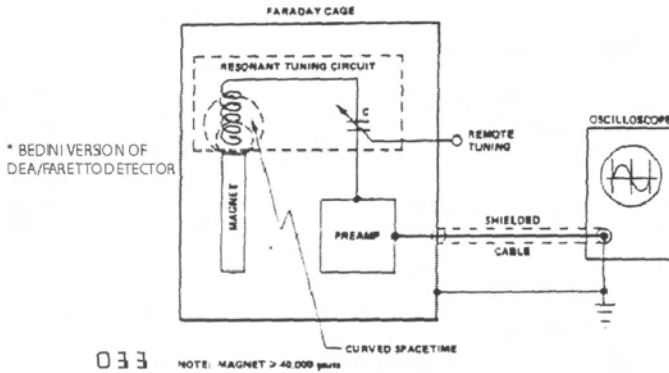 FARADAY CAGE
RESONANT TUNING CIRCUIT
C
REMOTE
TUNING
OSCILLOSCOPE
* BEDINI VERSION OF
DEA/FARETTO DETECTOR
MAGNET
PREAMP
SHIELDED
CABLE
CURVED SPACETIME
033
NOTE: MAGNET > 40,000 gauss